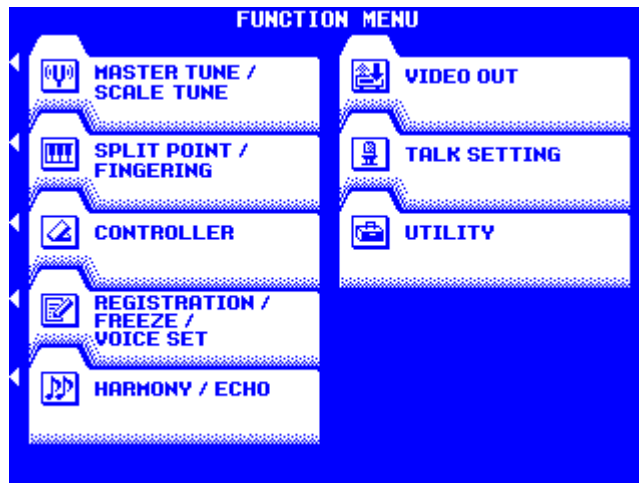 FUNCTION MENU
MASTER TUNE /
SCALE TUNE
SPLIT POINT /
FINGERING
CONTROLLER
REGISTRATION /
FREEZE /
VOICE SET
HARMONY / ECHO
VIDEO OUT
TALK SETTING
UTILITY